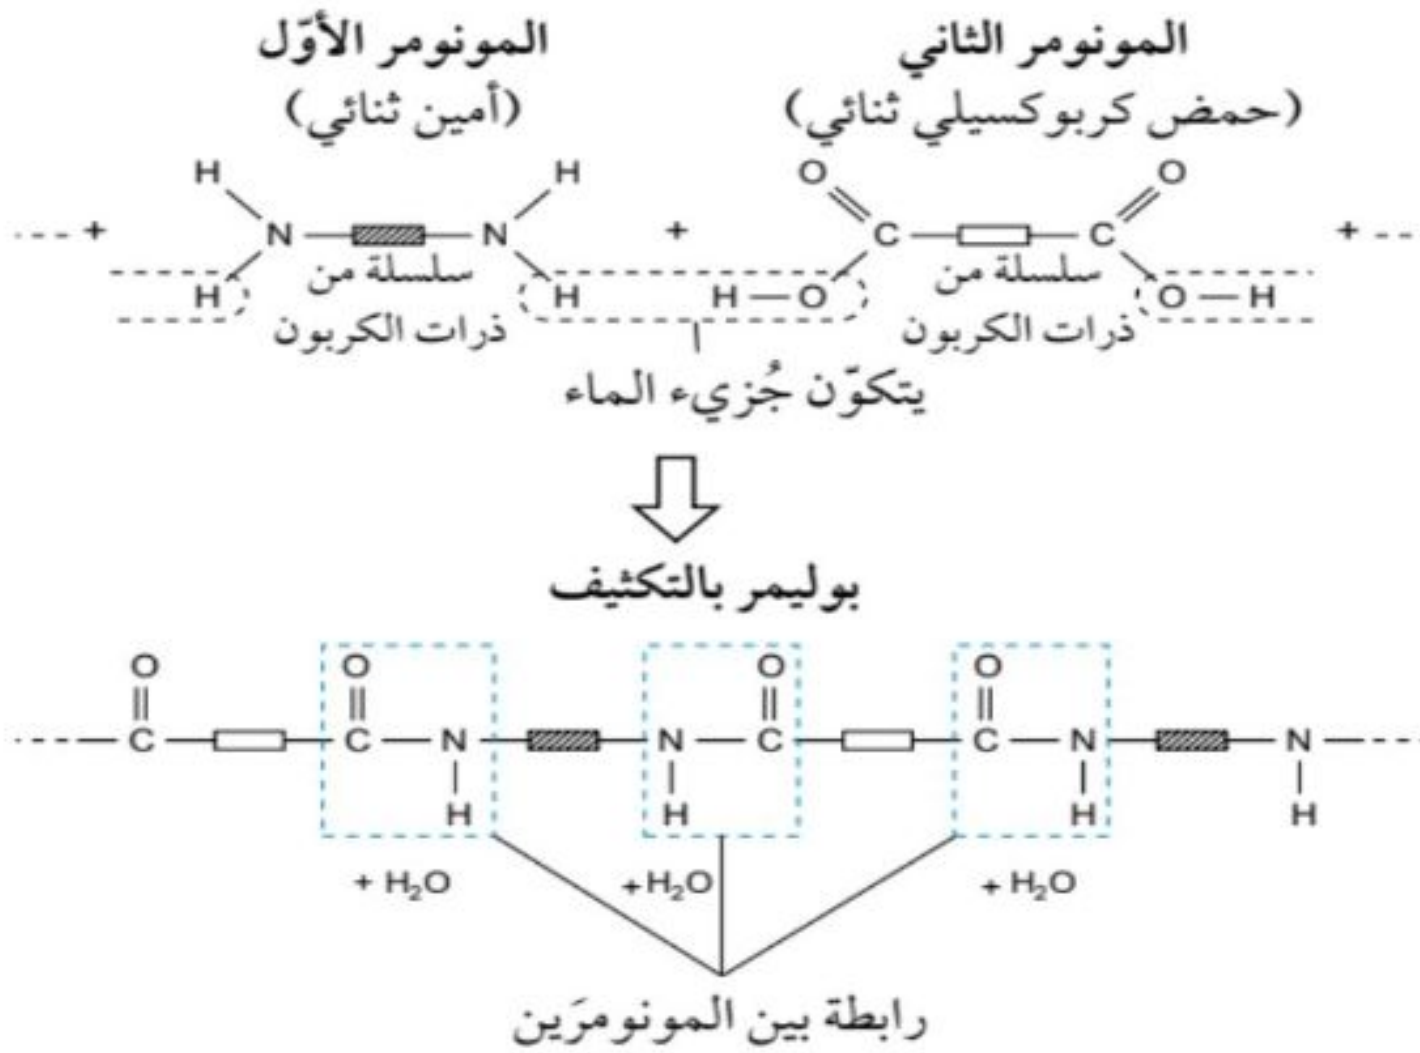 المونومر الأوّل
(أمين ثنائي)
المونومر الثاني
(حمض كربوكسيلي ثنائي)
H H O O
--- + N N + C C + --
سلسلة من
ذرات الكربون
سلسلة من
ذرات الكربون
H H H — O O — H
يتكوّن جُزيء الماء
بوليمر بالتكثيف
O O O O
C C N N C C N N
H H H H
+ H₂O +H₂O + H₂O
رابطة بين المونومرَين